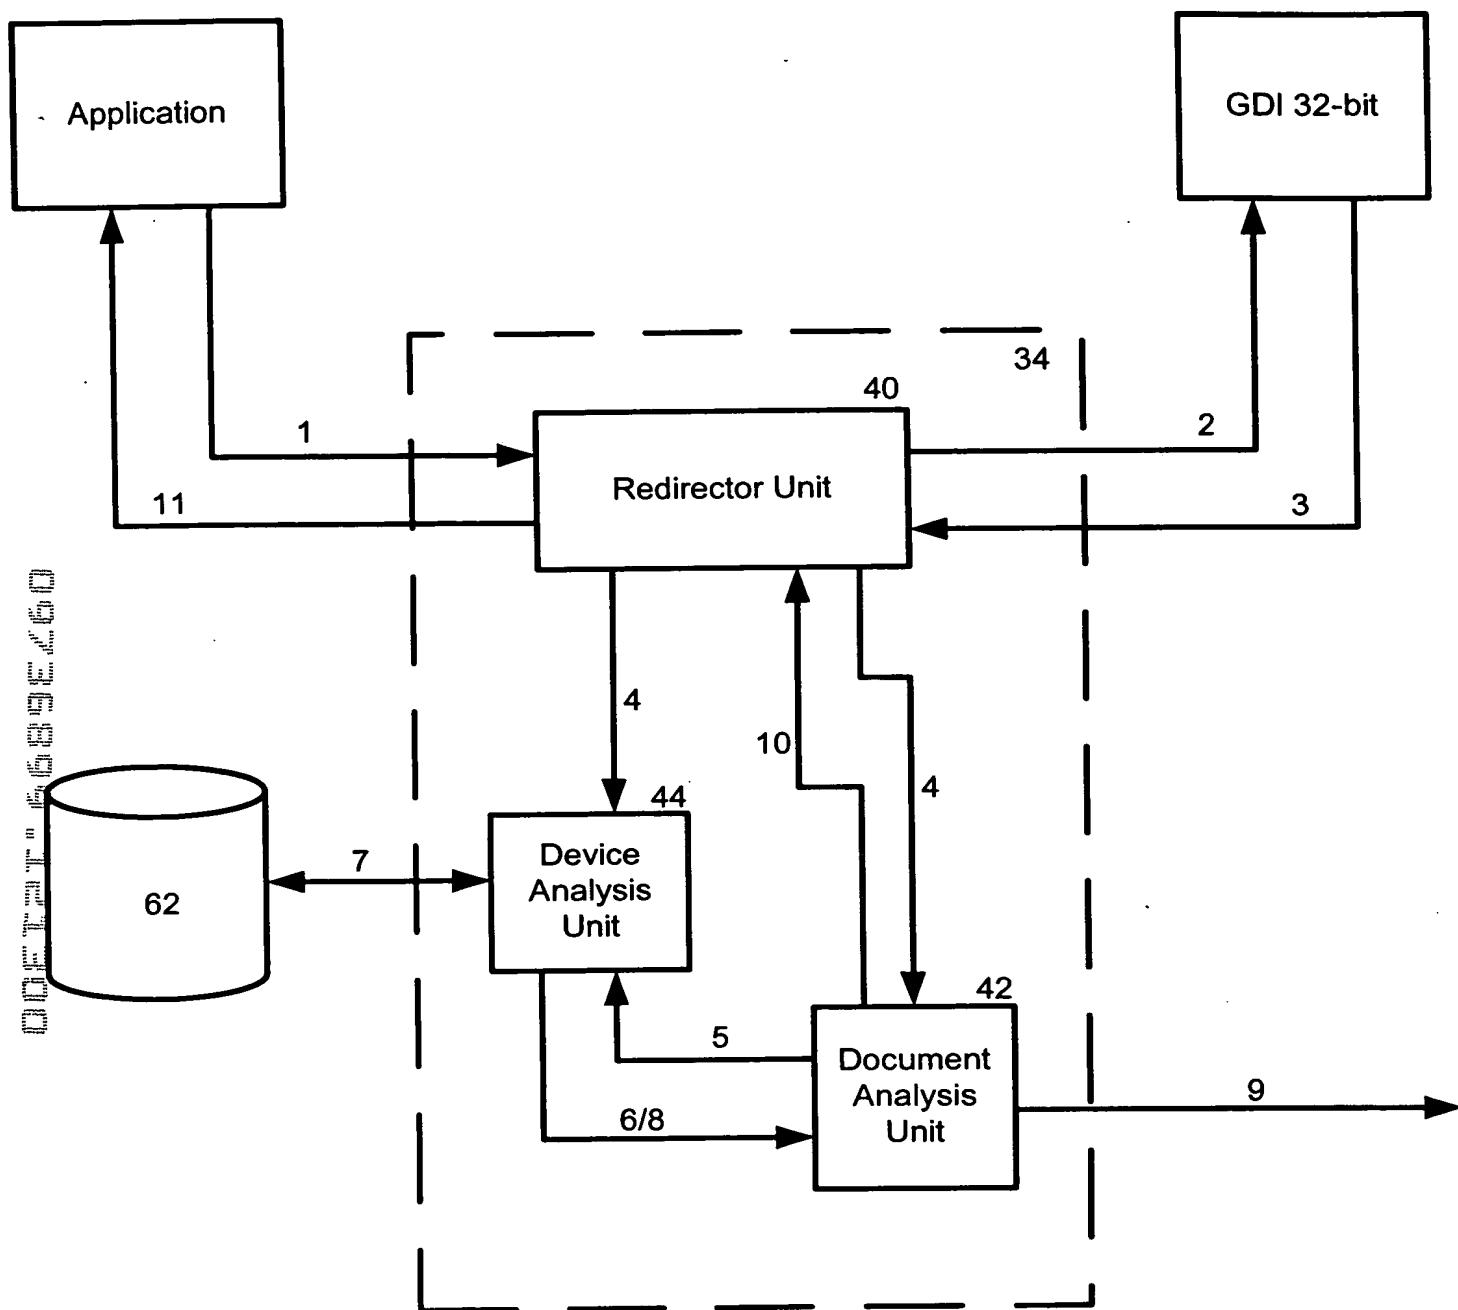 Application
GDI 32-bit
34
40
1
2
Redirector Unit
11
3
4
10
4
44
Device
Analysis
Unit
7
62
42
5
Document
Analysis
Unit
9
6/8